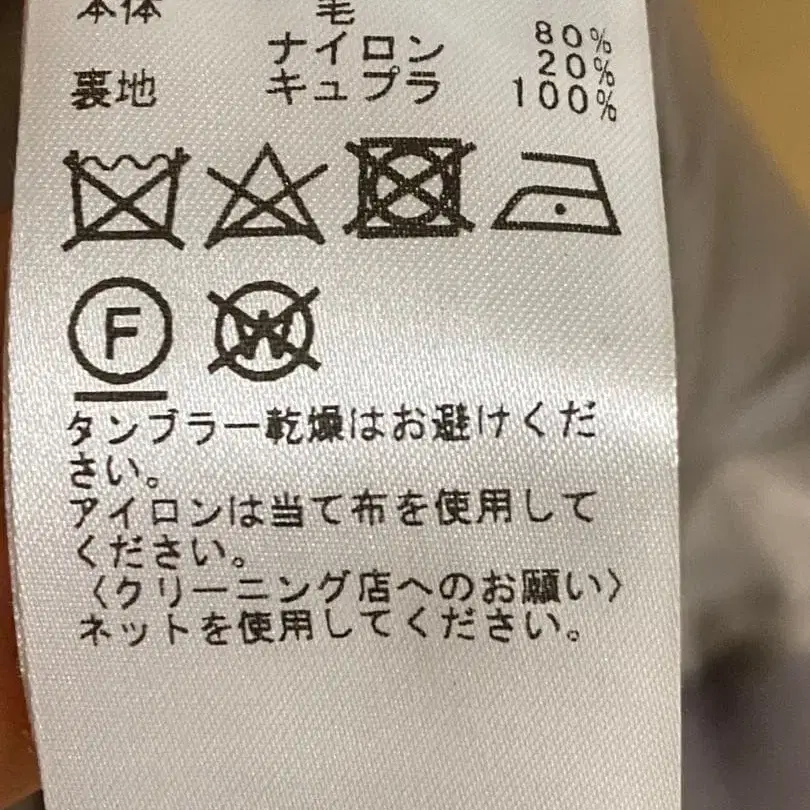 本体 毛 80%
ナイロン 20%
裏地 キュプラ 100%
F
W
タンブラー乾燥はお避けくだ
さい。
アイロンは当て布を使用して
ください。
〈クリーニング店へのお願い〉
ネットを使用してください。